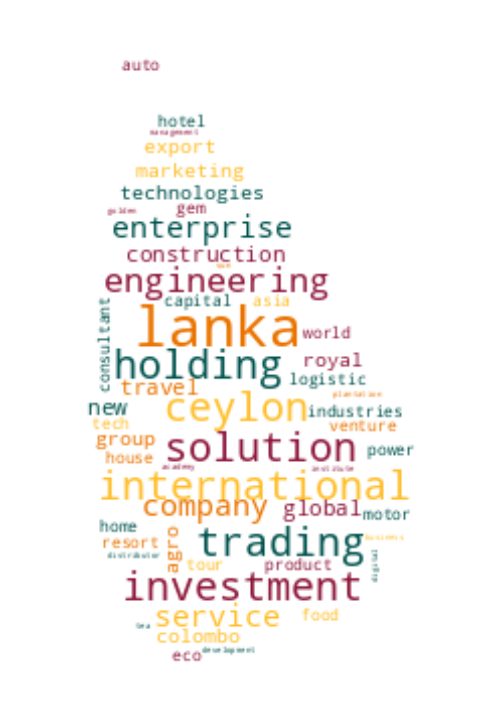 auto
hotel
management
export
marketing
technologies
golden gem
enterprise
construction
engineering
capital asia
consultant
lanka world
holding royal
logistic
travel plantation
new ceylon industries
tech venture
group solution power
house academy institute
international
company global motor
home trading business
resort agro
distributor digital
tour product
investment
service food
tea colombo
eco development